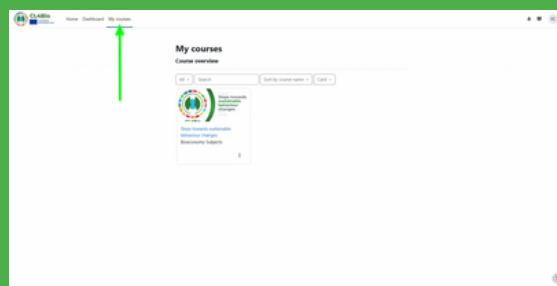 CLABio
Home Dashboard My courses
My courses
Course overview
All
Search
Sort by course name
Card
Steps towards
sustainable
behaviour
changes
Steps towards sustainable
behaviour changes
Bioeconomy Subjects